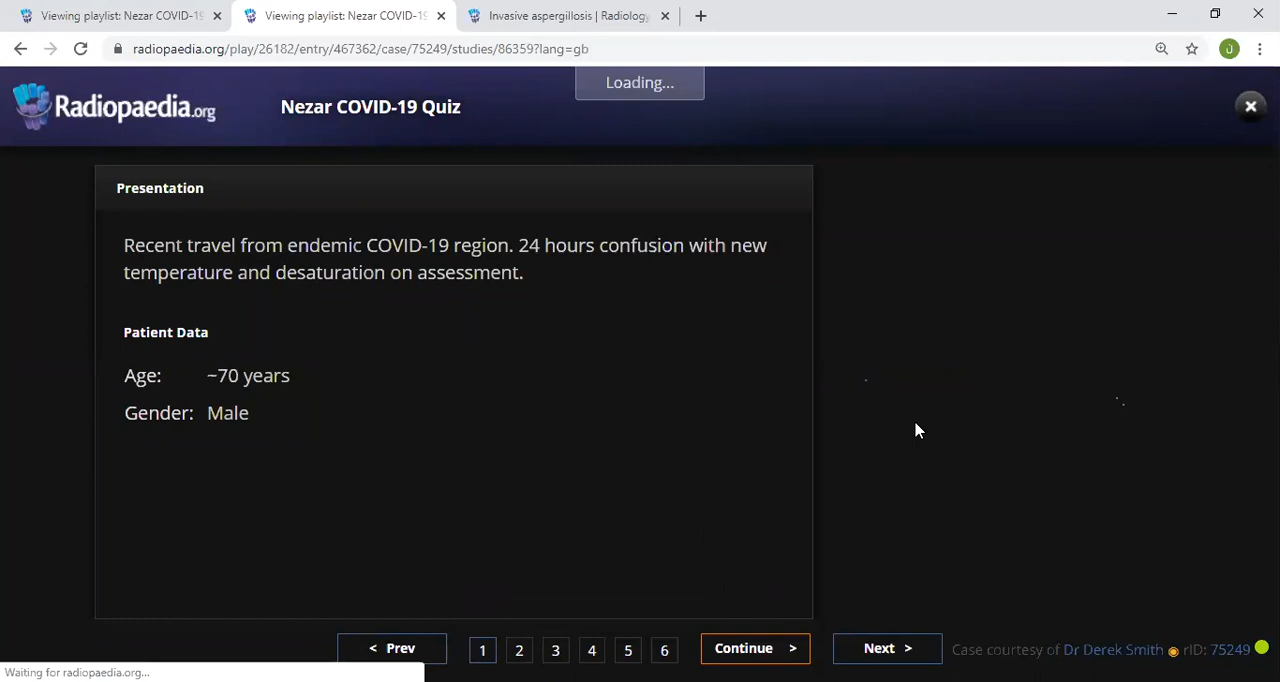 Viewing playlist: Nezar COVID-19
Viewing playlist: Nezar COVID-19
Invasive aspergillosis | Radiology
radiopaedia.org/play/26182/entry/467362/case/75249/studies/86359?lang=gb
J
Loading...
Radiopaedia.org
Nezar COVID-19 Quiz
Presentation
Recent travel from endemic COVID-19 region. 24 hours confusion with new
temperature and desaturation on assessment.
Patient Data
Age: ~70 years
Gender: Male
< Prev 1 2 3 4 5 6 Continue > Next > Case courtesy of Dr Derek Smith rID: 75249
Waiting for radiopaedia.org...